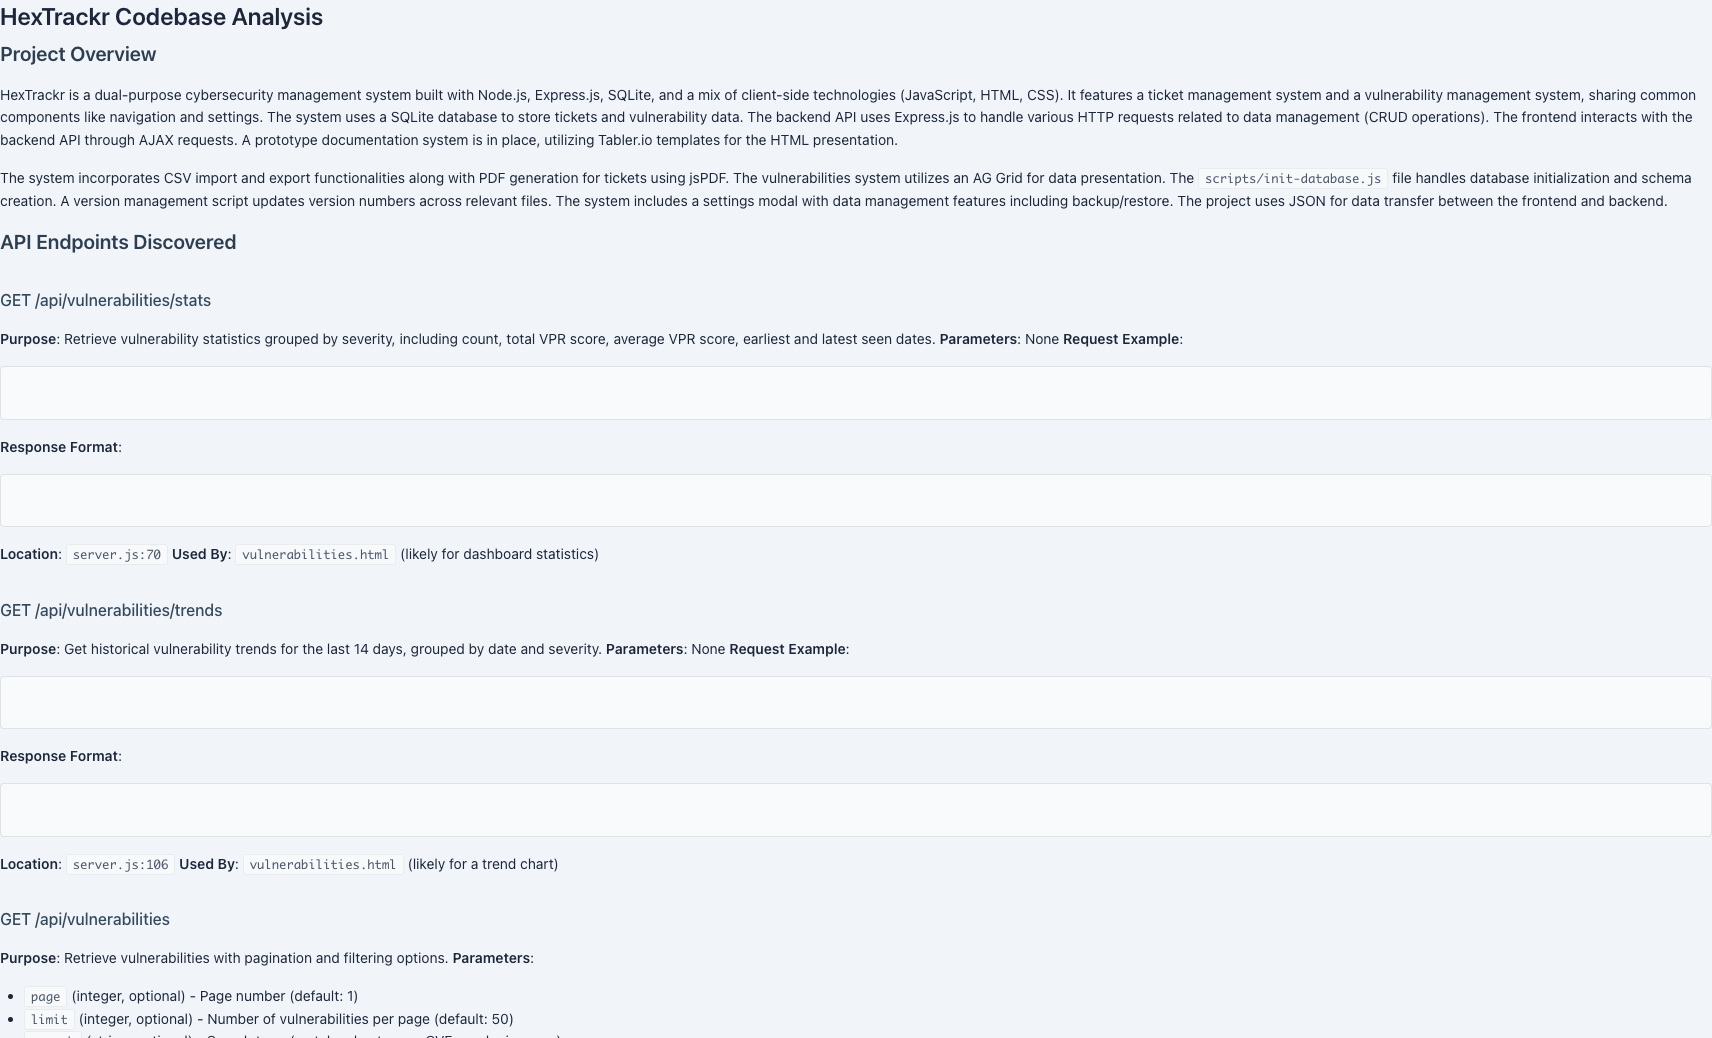 HexTrackr Codebase Analysis
Project Overview
HexTrackr is a dual-purpose cybersecurity management system built with Node.js, Express.js, SQLite, and a mix of client-side technologies (JavaScript, HTML, CSS). It features a ticket management system and a vulnerability management system, sharing common
components like navigation and settings. The system uses a SQLite database to store tickets and vulnerability data. The backend API uses Express.js to handle various HTTP requests related to data management (CRUD operations). The frontend interacts with the
backend API through AJAX requests. A prototype documentation system is in place, utilizing Tabler.io templates for the HTML presentation.
The system incorporates CSV import and export functionalities along with PDF generation for tickets using jsPDF. The vulnerabilities system utilizes an AG Grid for data presentation. The scripts/init-database.js file handles database initialization and schema
creation. A version management script updates version numbers across relevant files. The system includes a settings modal with data management features including backup/restore. The project uses JSON for data transfer between the frontend and backend.
API Endpoints Discovered
GET /api/vulnerabilities/stats
Purpose: Retrieve vulnerability statistics grouped by severity, including count, total VPR score, average VPR score, earliest and latest seen dates. Parameters: None Request Example:
Response Format:
Location: server.js:70 Used By: vulnerabilities.html (likely for dashboard statistics)
GET /api/vulnerabilities/trends
Purpose: Get historical vulnerability trends for the last 14 days, grouped by date and severity. Parameters: None Request Example:
Response Format:
Location: server.js:106 Used By: vulnerabilities.html (likely for a trend chart)
GET /api/vulnerabilities
Purpose: Retrieve vulnerabilities with pagination and filtering options. Parameters:
• page (integer, optional) - Page number (default: 1)
• limit (integer, optional) - Number of vulnerabilities per page (default: 50)